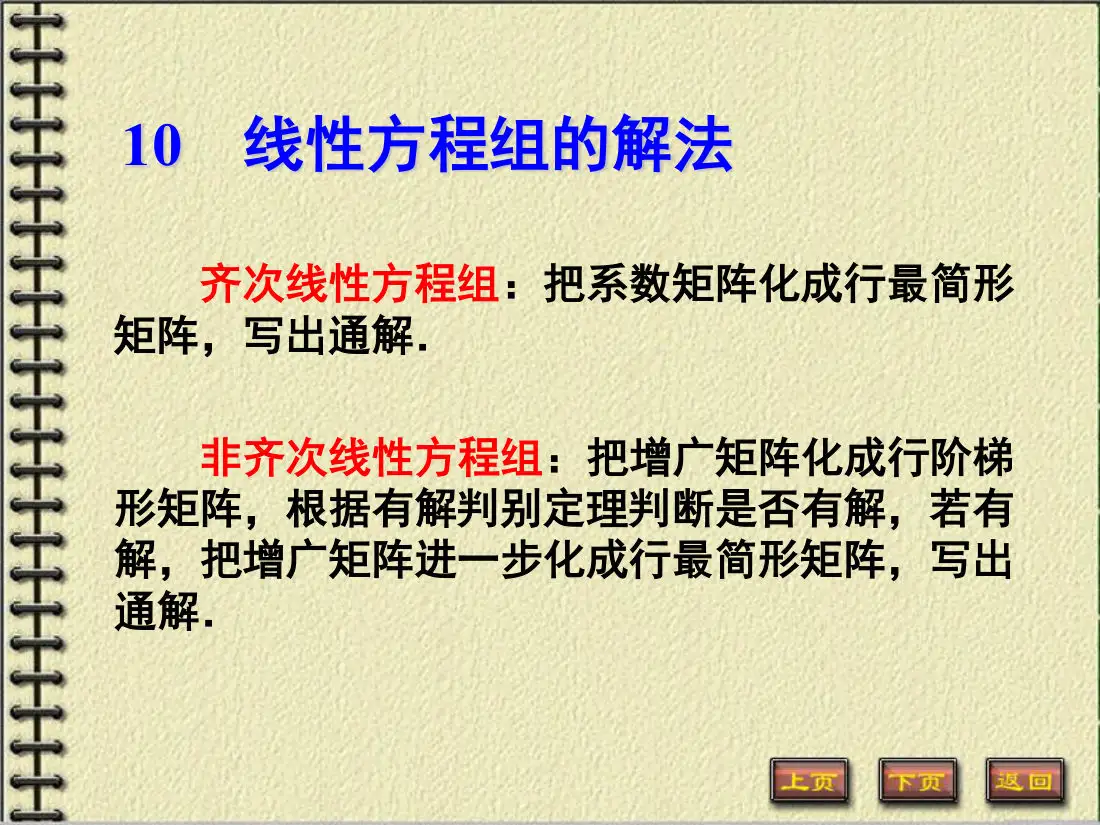 10 线性方程组的解法
齐次线性方程组：把系数矩阵化成行最简形
矩阵，写出通解．
非齐次线性方程组：把增广矩阵化成行阶梯
形矩阵，根据有解判别定理判断是否有解，若有
解，把增广矩阵进一步化成行最简形矩阵，写出
通解．
上页 下页 返回